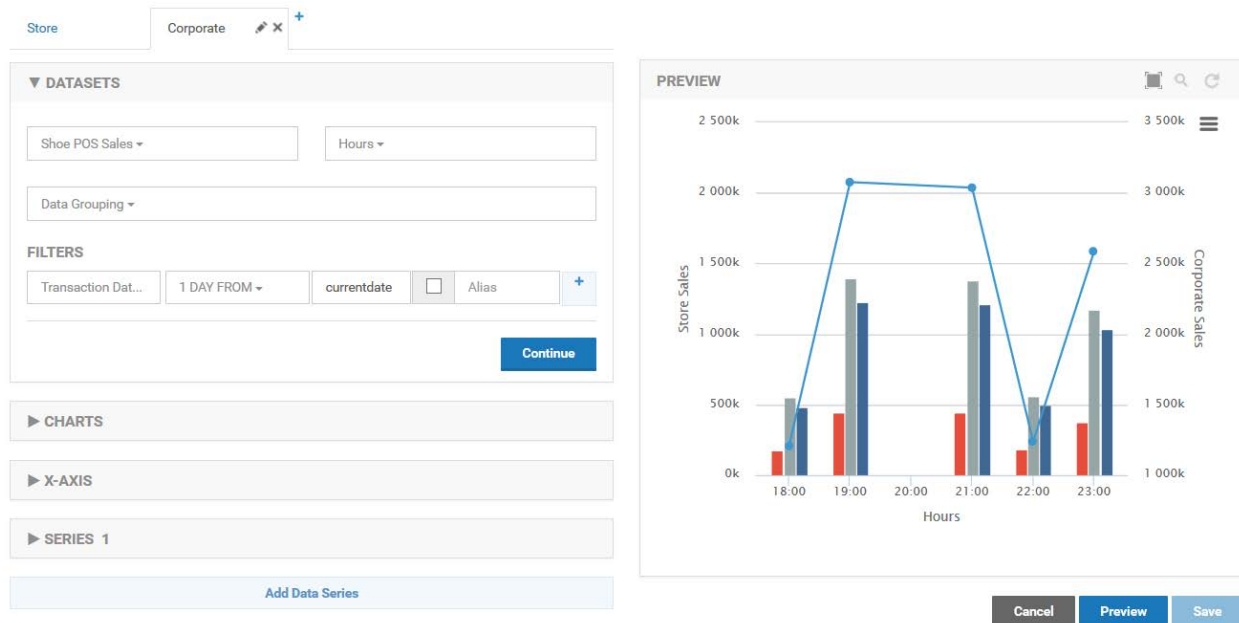 Store
Corporate
+
DATASETS
Shoe POS Sales
Hours
Data Grouping
FILTERS
Transaction Dat...
1 DAY FROM
currentdate
Alias
+
Continue
CHARTS
X-AXIS
SERIES 1
Add Data Series
PREVIEW
2 500k
2 000k
1 500k
1 000k
500k
0k
Store Sales
3 500k
3 000k
2 500k
2 000k
1 500k
1 000k
Corporate Sales
18:00 19:00 20:00 21:00 22:00 23:00
Hours
Cancel
Preview
Save